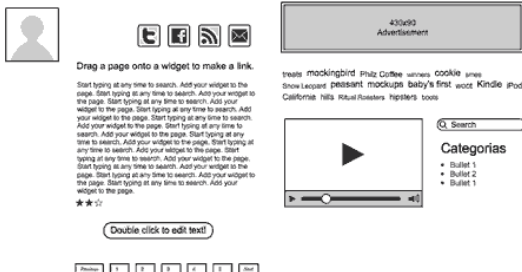 Drag a page onto a widget to make a link.
Start typing at any time to search. Add your widget to
the page. Start typing at any time to search. Add your widget to
the page. Start typing at any time to search. Add your
widget to the page. Start typing at any time to search. Add
your widget to the page. Start typing at any time to search.
Add your widget to the page. Start typing at any time to
search. Add your widget to the page. Start typing at any
time to search. Add your widget to the page. Start typing at
any time to search. Add your widget to the page. Start
typing at any time to search. Add your widget to the page.
Start typing at any time to search. Add your widget to the
page. Start typing at any time to search. Add your widget to the
page. Start typing at any time to search. Add your
widget to the page.
Double click to edit text!
Previous 1 2 3 4 5 Next
430x90
Advertisement
treats mockingbird Philz Coffee winners cookie
Snow Leopard peasant mockups baby's first woot Kindle iPod
California hills Ritual Roasters hipsters tools
Search
Categorias
Bullet 1
Bullet 2
Bullet 1